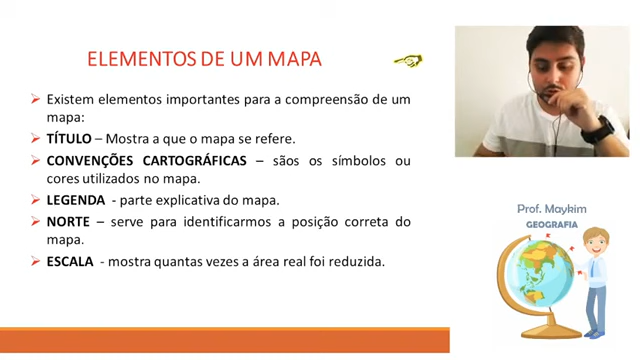 ELEMENTOS DE UM MAPA
Existem elementos importantes para a compreensão de um
mapa:
TÍTULO – Mostra a que o mapa se refere.
CONVENÇÕES CARTOGRÁFICAS – sãos os símbolos ou
cores utilizados no mapa.
LEGENDA - parte explicativa do mapa.
NORTE – serve para identificarmos a posição correta do
mapa.
ESCALA - mostra quantas vezes a área real foi reduzida.
Prof. Maykim
GEOGRAFIA